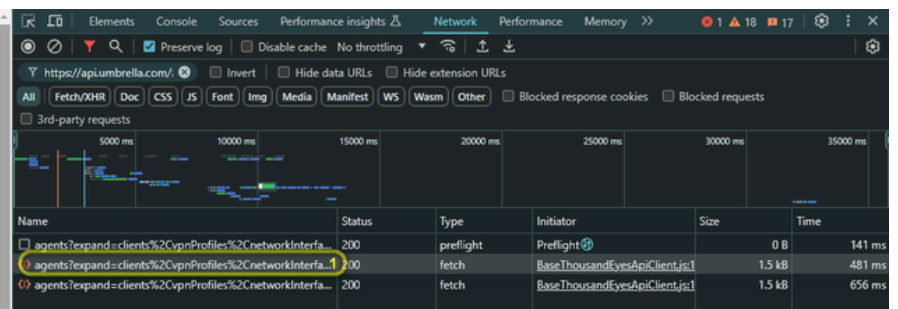 Elements Console Sources Performance insights Network Performance Memory >> 1 18 17
Preserve log Disable cache No throttling
https://api.umbrella.com/. Invert Hide data URLs Hide extension URLs
All Fetch/XHR Doc CSS JS Font Img Media Manifest WS Wasm Other Blocked response cookies Blocked requests
3rd-party requests
5000 ms 10000 ms 15000 ms 20000 ms 25000 ms 30000 ms 35000 ms
Name Status Type Initiator Size Time
agents?expand=clients%2CvpnProfiles%2CnetworkInterfa... 200 preflight Preflight 0 B 141 ms
agents?expand=clients%2CvpnProfiles%2CnetworkInterfa... 1 200 fetch BaseThousandEyesApiClient.js:1 1.5 kB 481 ms
agents?expand=clients%2CvpnProfiles%2CnetworkInterfa... 200 fetch BaseThousandEyesApiClient.js:1 1.5 kB 656 ms